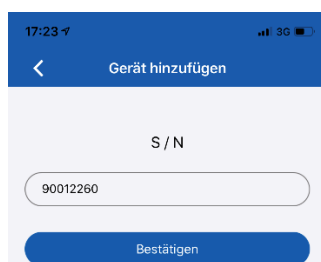 17:23 3G
Gerät hinzufügen
S / N
90012260
Bestätigen